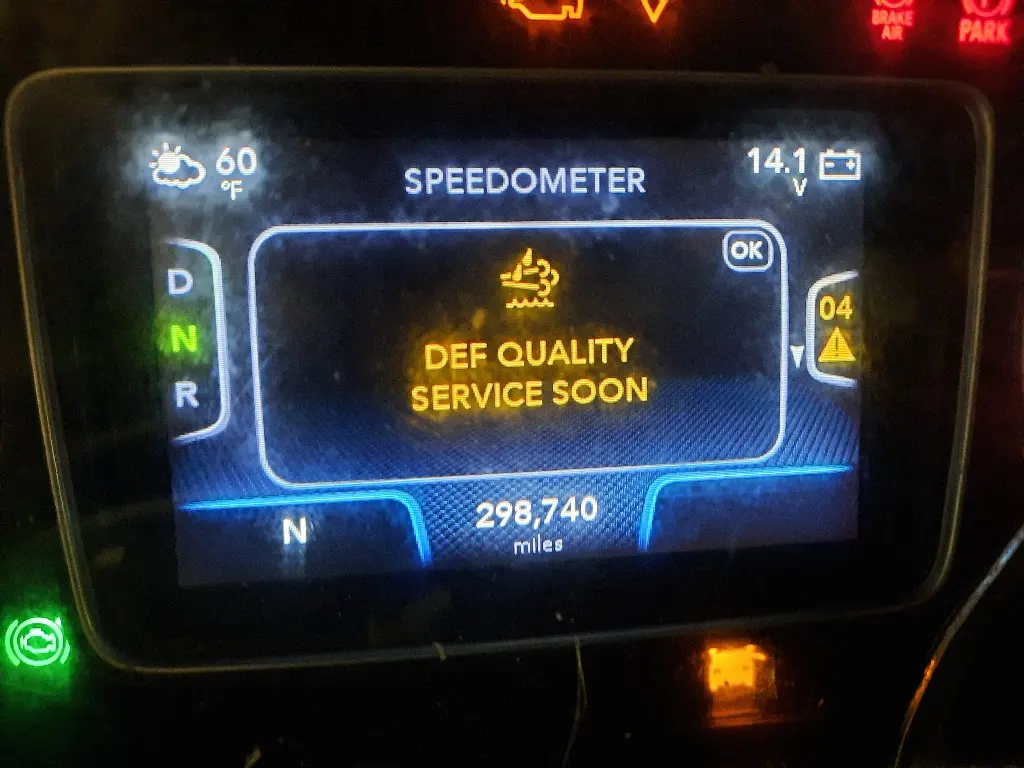 BRAKE
AIR
PARK
60
°F
SPEEDOMETER
14.1
V
OK
D
N
R
04
DEF QUALITY
SERVICE SOON
N
298,740
miles